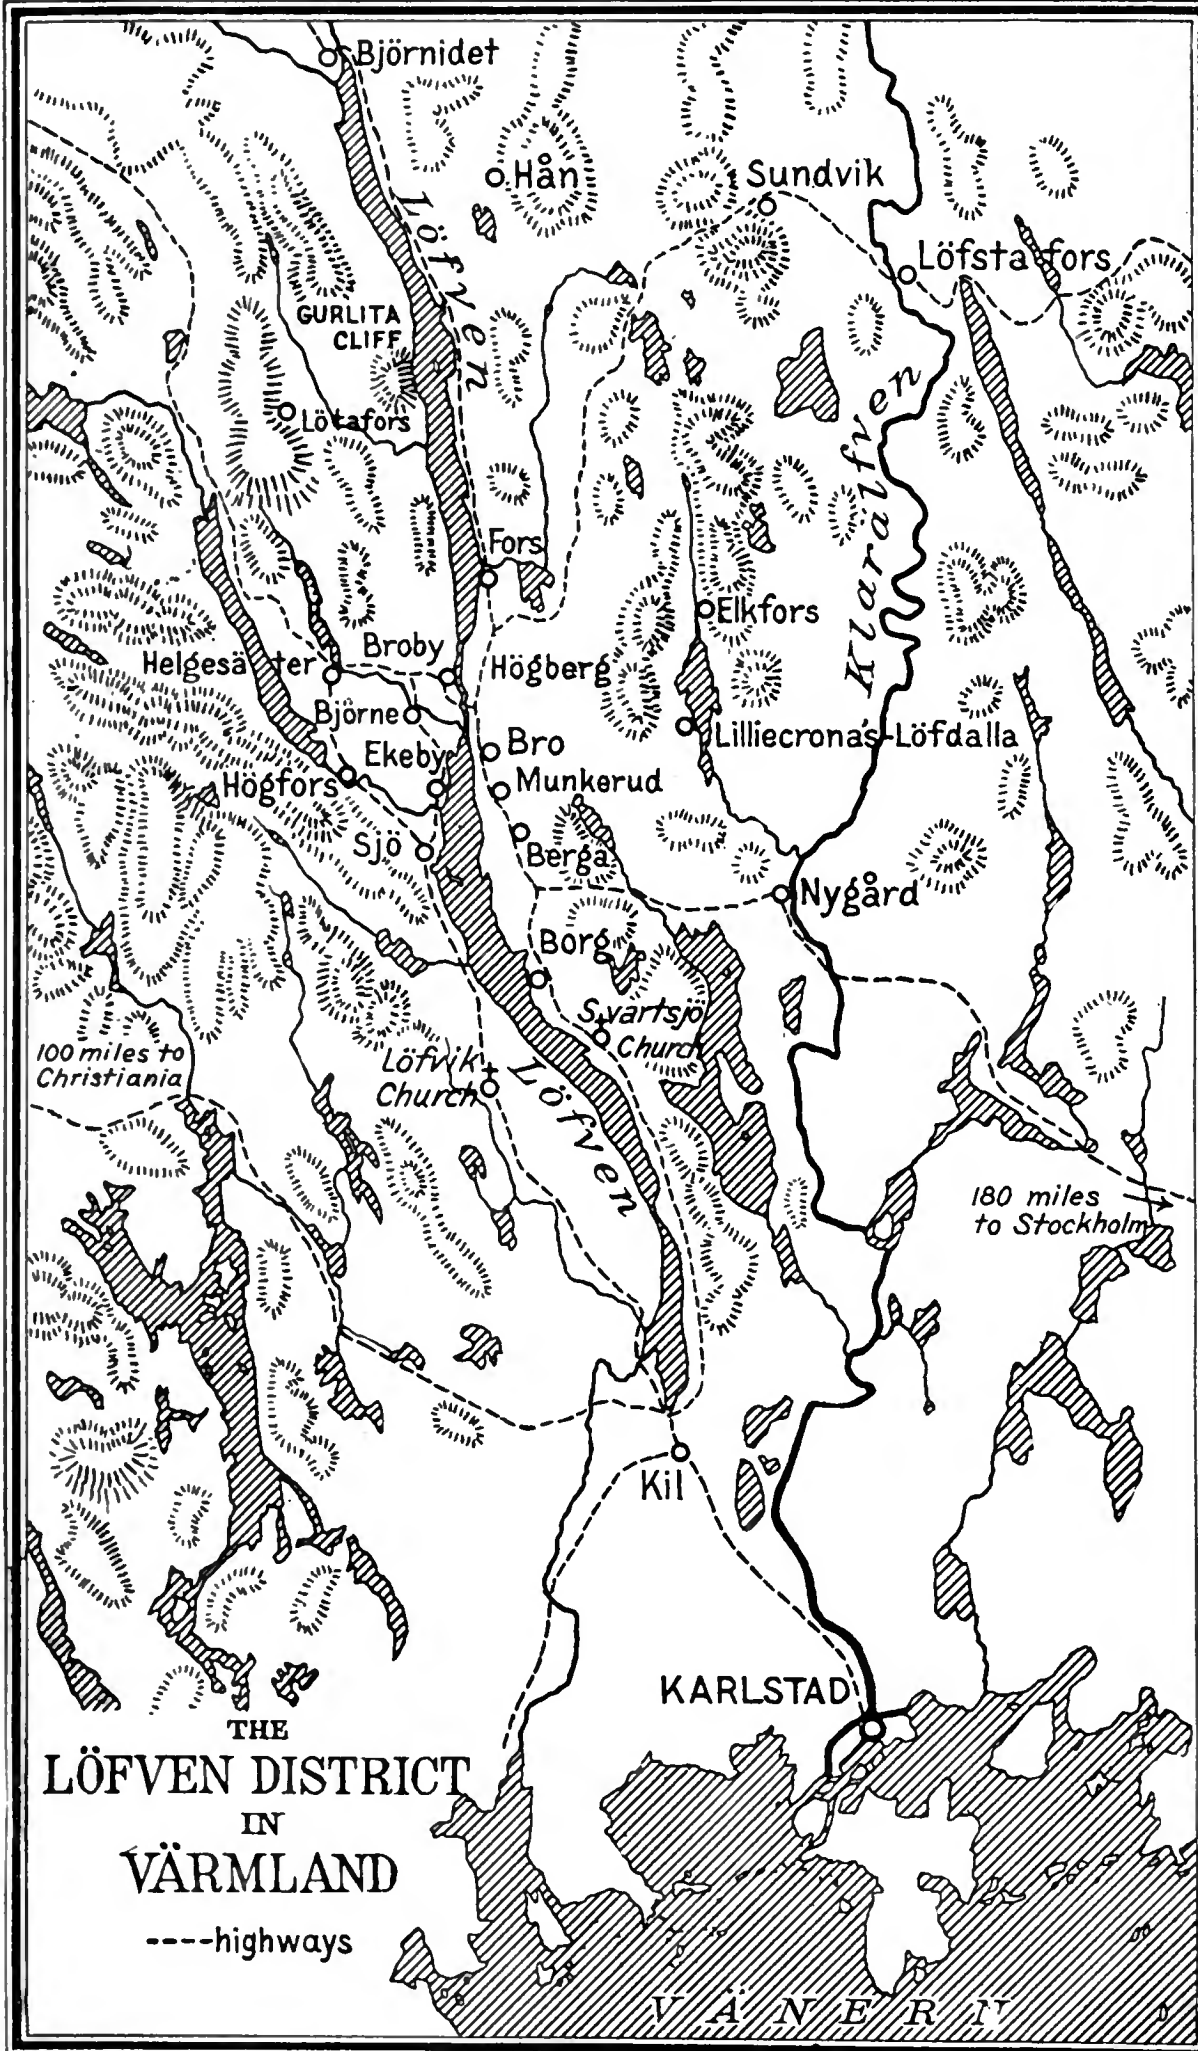 Björnidet
Hån
Sundvik
Löfven
Löfstafors
GURLITA
CLIFF
Lötafors
Klarälfven
Fors
Elkfors
Broby
Högberg
Helgesäter
Björne
Lilliecrona's-Löfdalla
Bro
Ekeby
Munkerud
Högfors
Sjö
Berga
Nygård
Borg
Svartsjö
Church
100 miles to
Christiania
Löfvik
Church
Löfven
180 miles
to Stockholm
Kil
KARLSTAD
THE
LÖFVEN DISTRICT
IN
VÄRMLAND
----highways
VÄNERN